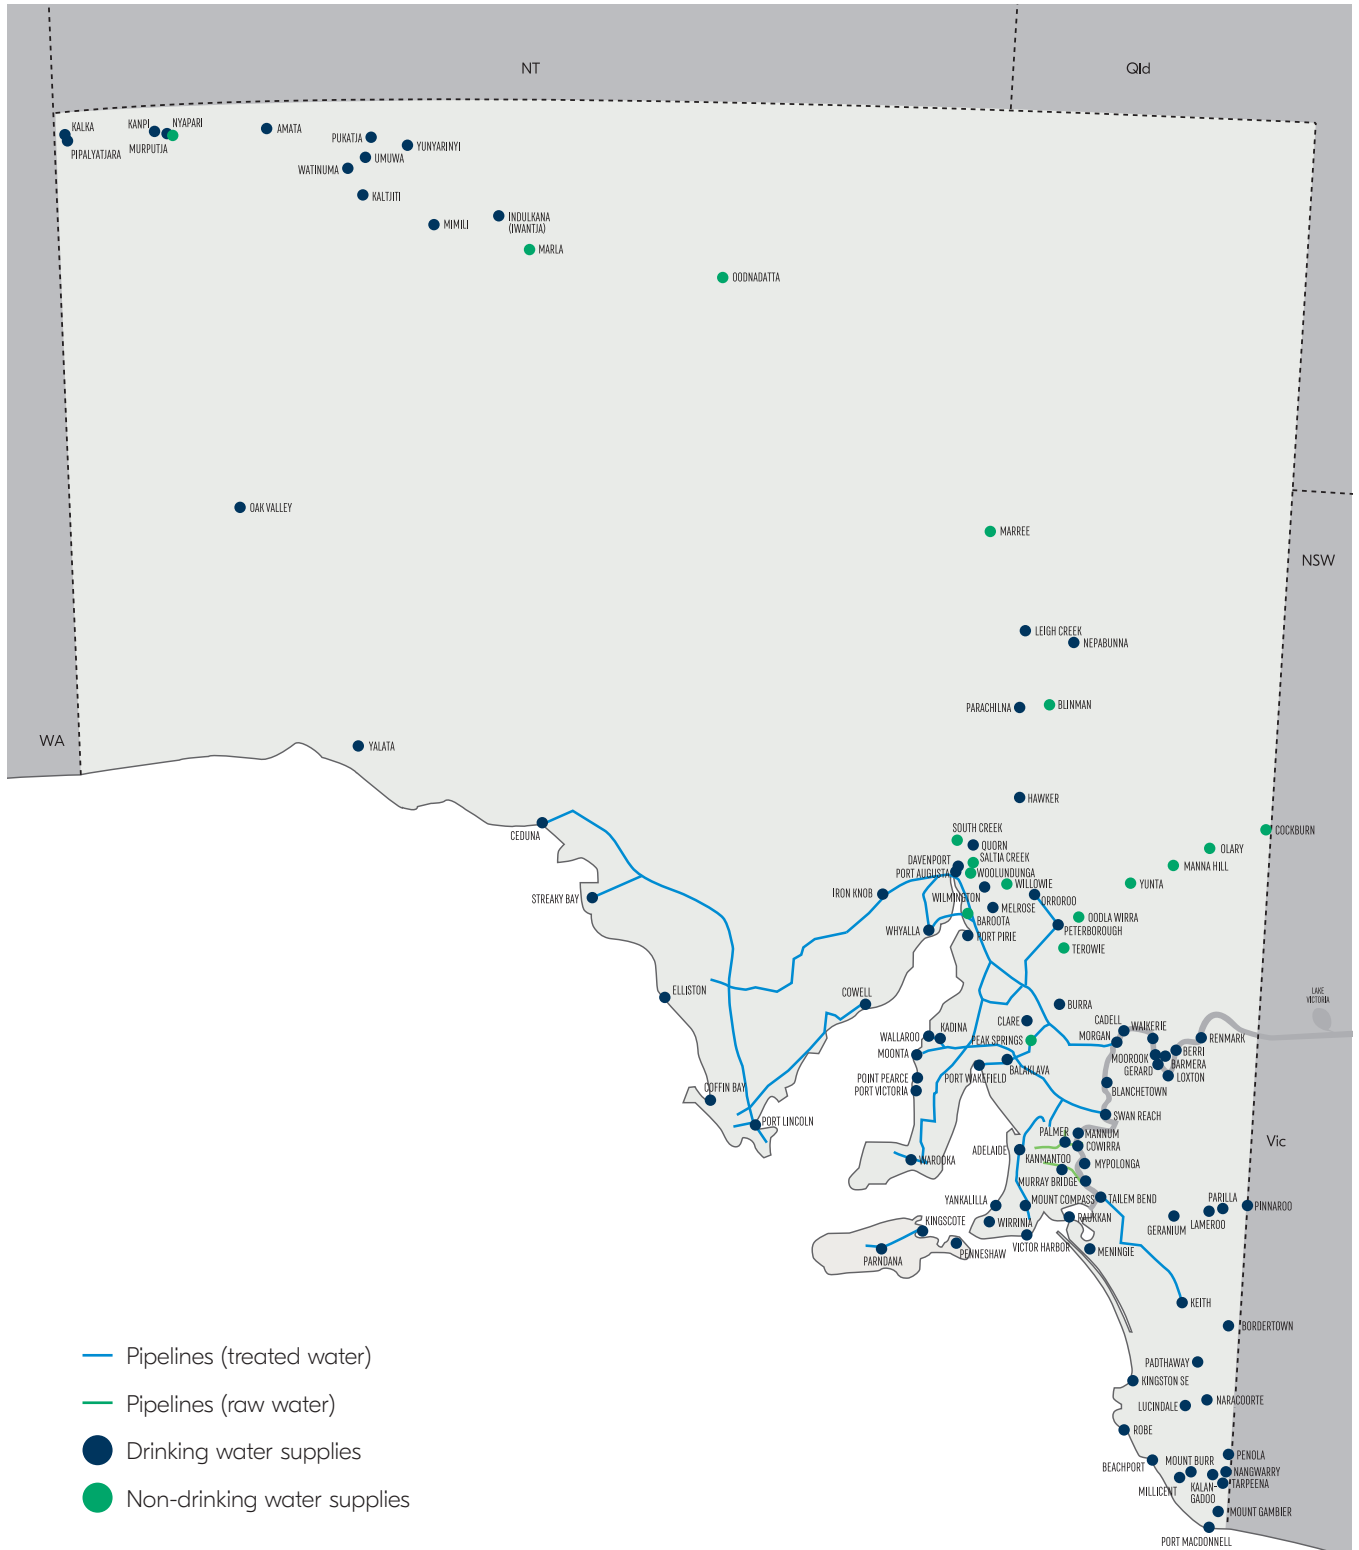 NT
Qld
KALKA
KANPI
NYAPARI
AMATA
PUKATJA
YUNYARINYI
PIPALYATJARA
MURPUTJA
UMUWA
WATINUMA
KALTJITI
MIMILI
INDULKANA
(IWANTJA)
MARLA
OODNADATTA
OAK VALLEY
MARREE
NSW
LEIGH CREEK
NEPABUNNA
PARACHILNA
BLINMAN
WA
YALATA
HAWKER
CEDUNA
SOUTH CREEK
COCKBURN
QUORN
OLARY
DAVENPORT
SALTIA CREEK
MANNA HILL
PORT AUGUSTA
WOOLUNDUNGA
YUNTA
STREAKY BAY
IRON KNOB
WILMINGTON
WILLOWIE
ORROROO
MELROSE
BAROOTA
OODLA WIRRA
WHYALLA
PORT PIRIE
PETERBOROUGH
TEROWIE
ELLISTON
COWELL
BURRA
LAKE
VICTORIA
CLARE
CADELL
WAIKERIE
WALLAROO
KADINA
PEAK SPRINGS
MORGAN
RENMARK
MOONTA
MOOROOK
BERRI
BARMERA
GERARD
LOXTON
BALAKLAVA
PORT WAKEFIELD
POINT PEARCE
PORT VICTORIA
BLANCHETOWN
COFFIN BAY
PORT LINCOLN
SWAN REACH
PALMER
MANNUM
COWIRRA
Vic
ADELAIDE
KANMANTOO
MYPOLONGA
WAROOKA
MURRAY BRIDGE
YANKALILLA
MOUNT COMPASS
TAILEM BEND
PARILLA
PINNAROO
KINGSCOTE
WIRRINIA
RAUKKAN
GERANIUM
LAMEROO
PARNDANA
PENNESHAW
VICTOR HARBOR
MENINGIE
KEITH
BORDERTOWN
PADTHAWAY
KINGSTON SE
LUCINDALE
NARACOORTE
ROBE
BEACHPORT
MOUNT BURR
PENOLA
NANGWARRY
MILLICENT
KALAN-
GADOO
TARPEENA
MOUNT GAMBIER
PORT MACDONNELL
Pipelines (treated water)
Pipelines (raw water)
Drinking water supplies
Non-drinking water supplies